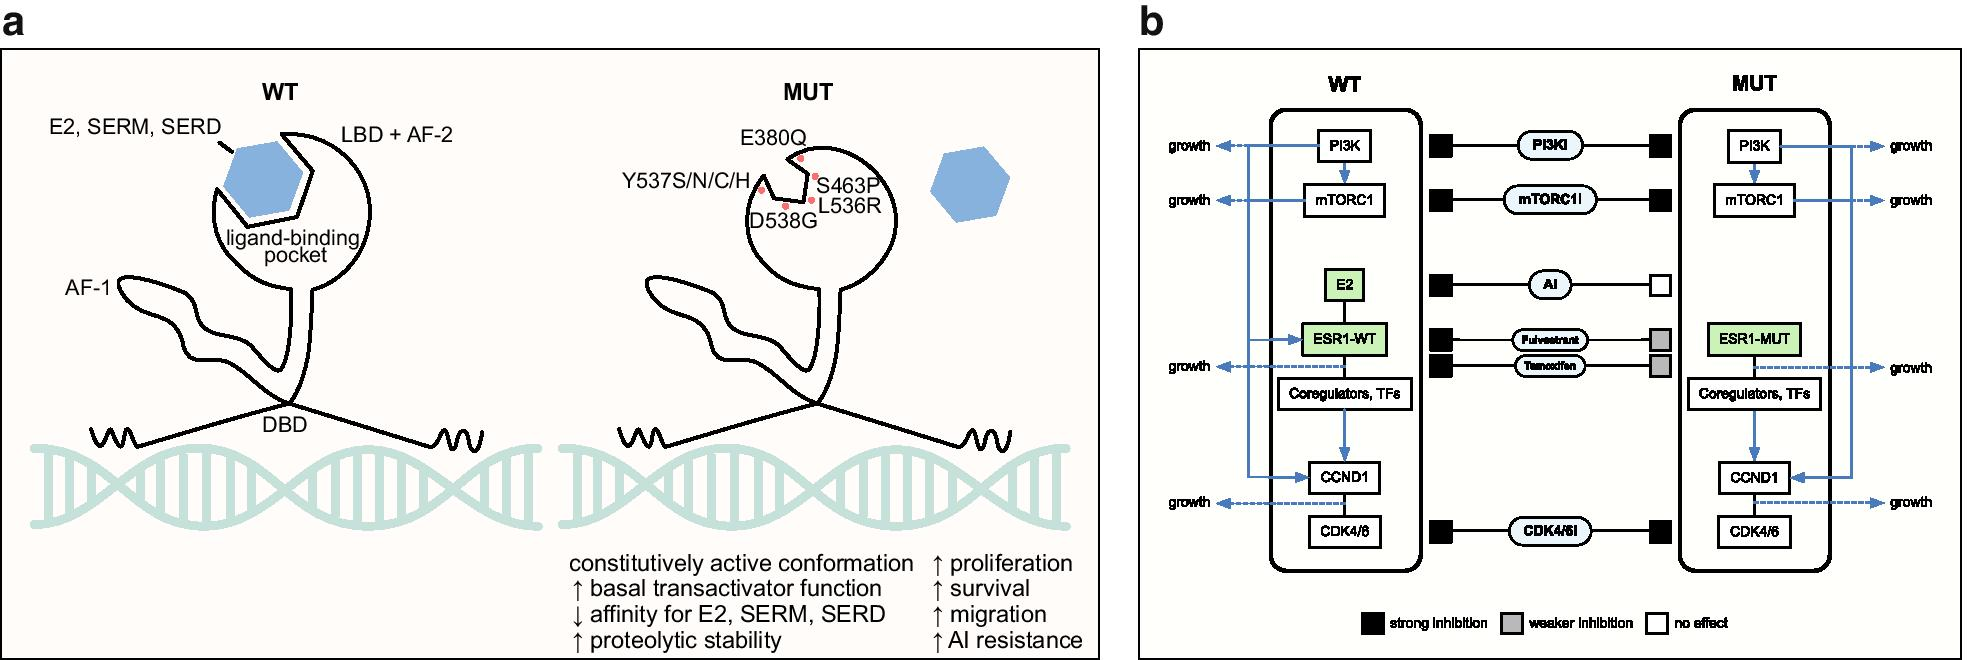 a
WT
E2, SERM, SERD
LBD + AF-2
ligand-binding
pocket
AF-1
DBD
MUT
E380Q
Y537S/N/C/H
S463P
L536R
D538G
constitutively active conformation
↑ basal transactivator function
↓ affinity for E2, SERM, SERD
↑ proteolytic stability
↑ proliferation
↑ survival
↑ migration
↑ AI resistance
b
WT
MUT
growth
PI3K
PI3Ki
PI3K
growth
growth
mTORC1
mTORC1i
mTORC1
growth
E2
AI
ESR1-WT
Fulvestrant
ESR1-MUT
growth
Tamoxifen
growth
Coregulators, TFs
Coregulators, TFs
CCND1
CCND1
growth
growth
CDK4/6
CDK4/6i
CDK4/6
strong inhibition
weaker inhibition
no effect